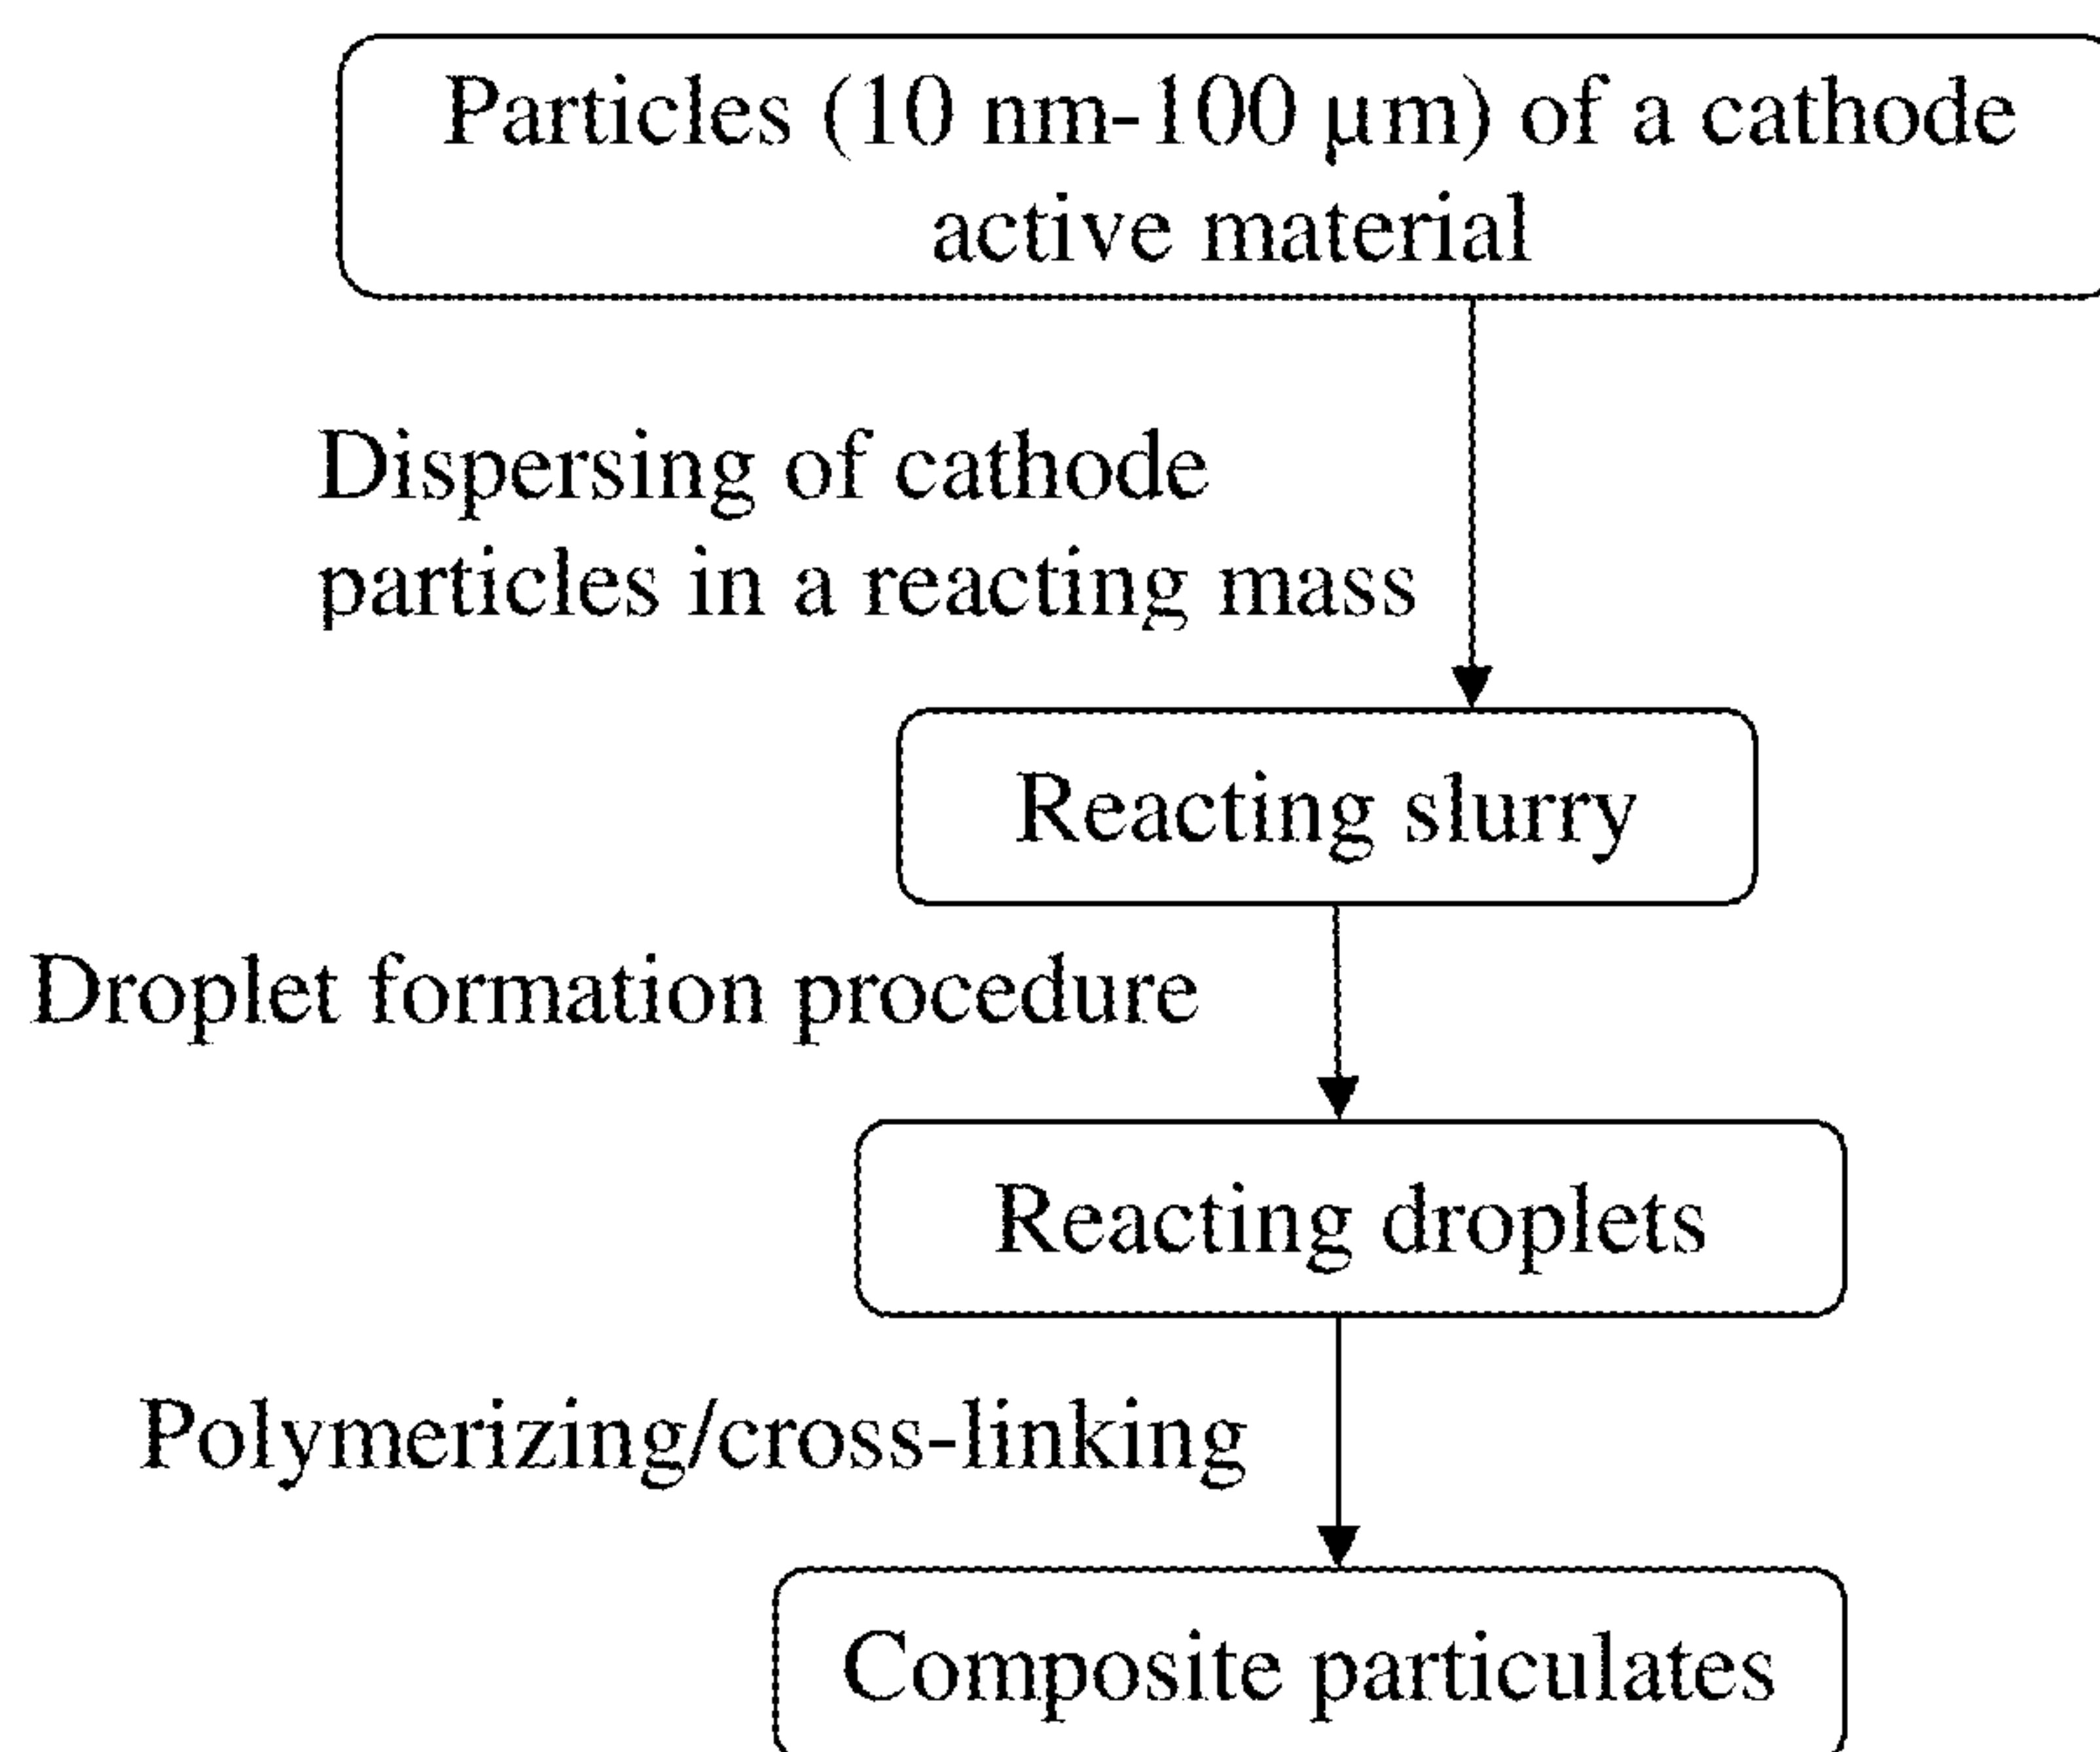 Particles (10 nm-100 μm) of a cathode
active material
Dispersing of cathode
particles in a reacting mass
Reacting slurry
Droplet formation procedure
Reacting droplets
Polymerizing/cross-linking
Composite particulates